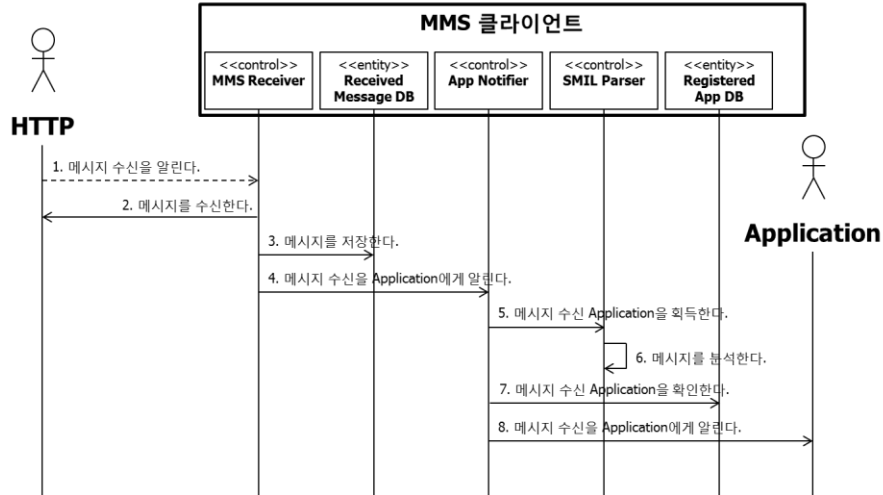 MMS 클라이언트
<<control>>
MMS Receiver
<<entity>>
Received
Message DB
<<control>>
App Notifier
<<control>>
SMIL Parser
<<entity>>
Registered
App DB
HTTP
Application
1. 메시지 수신을 알린다.
2. 메시지를 수신한다.
3. 메시지를 저장한다.
4. 메시지 수신을 Application에게 알린다.
5. 메시지 수신 Application을 획득한다.
6. 메시지를 분석한다.
7. 메시지 수신 Application을 확인한다.
8. 메시지 수신을 Application에게 알린다.